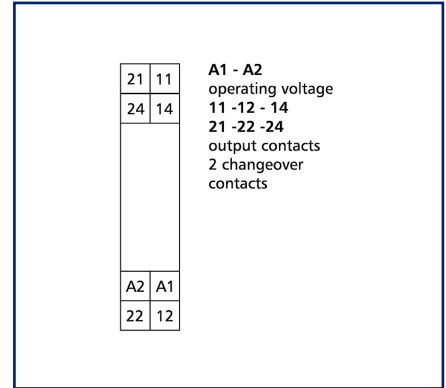 21 11
24 14
A2 A1
22 12
A1 - A2
operating voltage
11 -12 - 14
21 -22 -24
output contacts
2 changeover
contacts